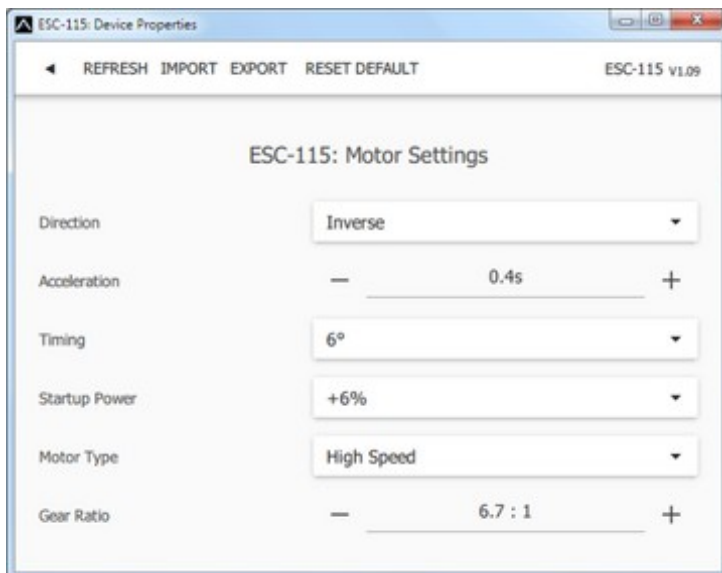 ESC-115: Device Properties
REFRESH IMPORT EXPORT RESET DEFAULT ESC-115 V1.09
ESC-115: Motor Settings
Direction Inverse
Acceleration − 0.4s +
Timing 6°
Startup Power +6%
Motor Type High Speed
Gear Ratio − 6.7 : 1 +